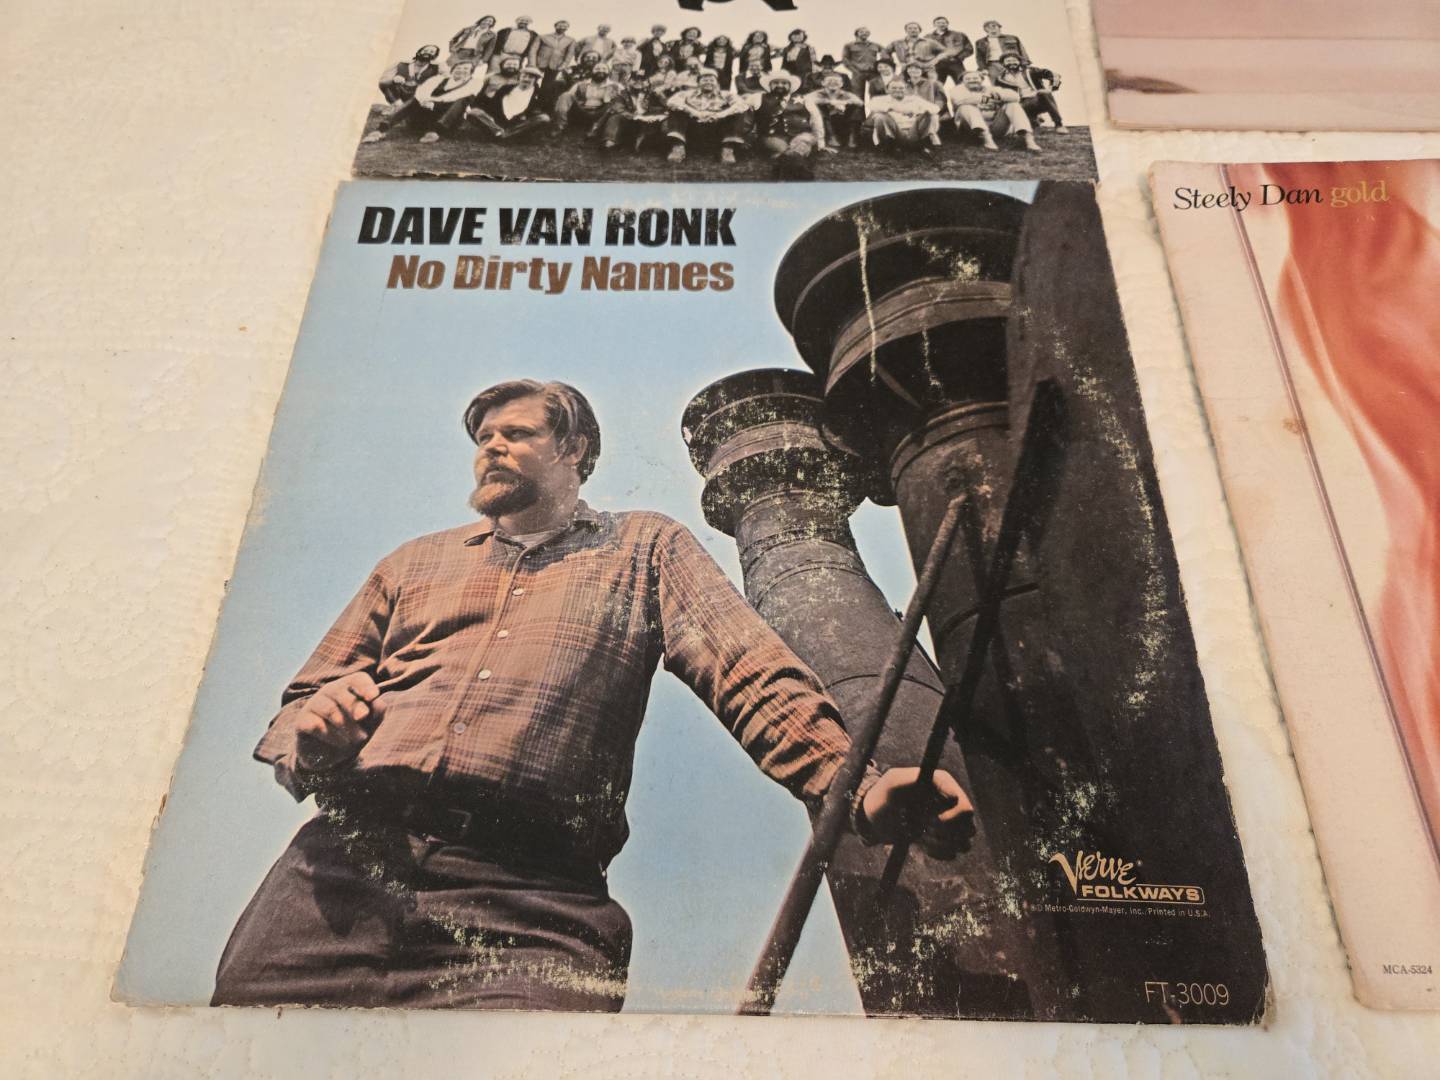 DAVE VAN RONK
No Dirty Names
Steely Dan gold
Verve
FOLKWAYS
Metro-Goldwyn-Mayer, Inc./Printed in U.S.A.
FT-3009
MCA-5324